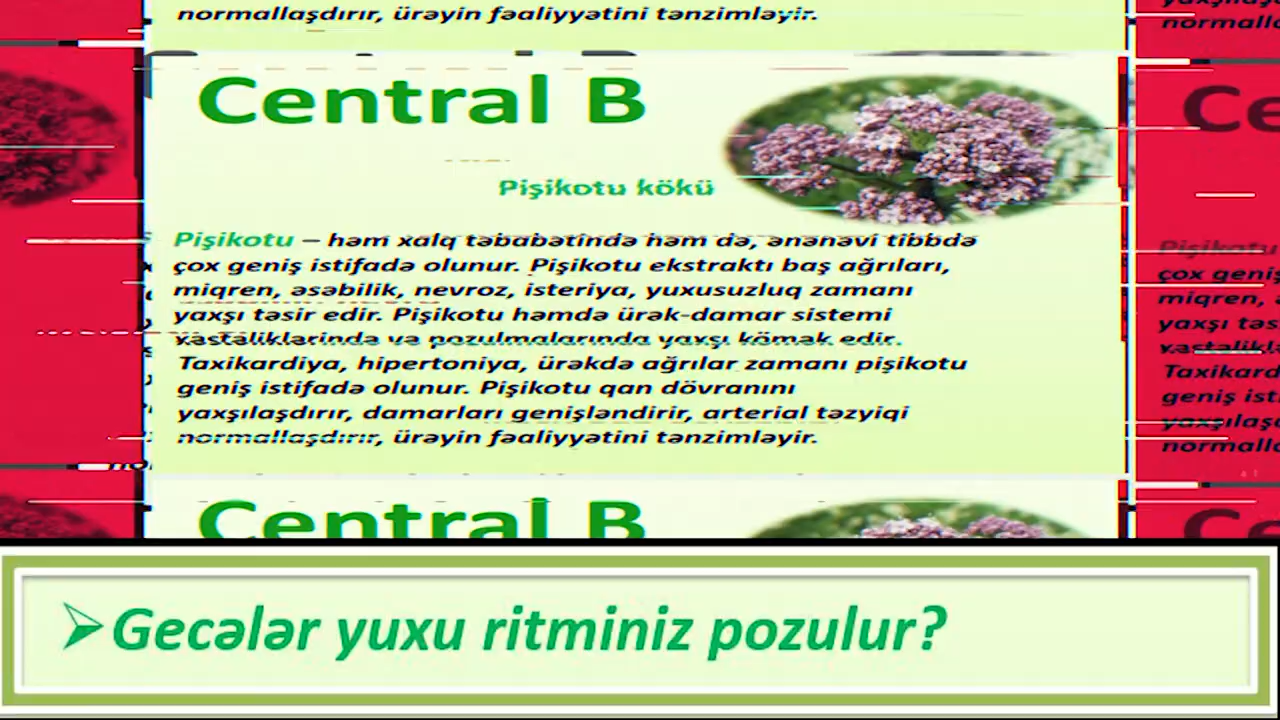 normallaşdırır, ürəyin fəaliyyətini tənzimləyir.
Central B
Pişikotu kökü
Pişikotu – həm xalq təbabətində həm də, ənənəvi tibbdə
çox geniş istifadə olunur. Pişikotu ekstraktı baş ağrıları,
miqren, əsəbilik, nevroz, isteriya, yuxusuzluq zamanı
yaxşı təsir edir. Pişikotu həmdə ürək-damar sistemi
xəstəliklərində və pozulmalarında yaxşı kömək edir.
Taxikardiya, hipertoniya, ürəkdə ağrılar zamanı pişikotu
geniş istifadə olunur. Pişikotu qan dövranını
yaxşılaşdırır, damarları genişləndirir, arterial təzyiqi
normallaşdırır, ürəyin fəaliyyətini tənzimləyir.
Central B
Gecələr yuxu ritminiz pozulur?